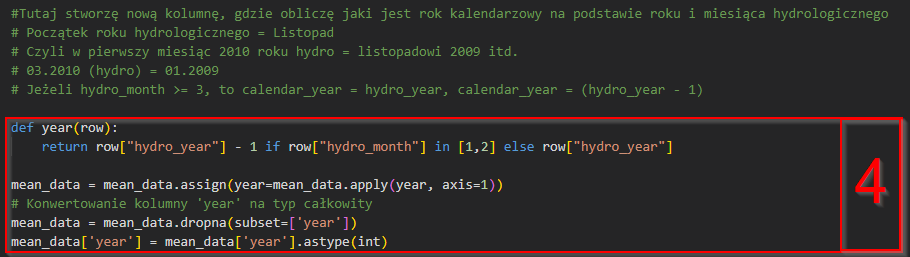 #Tutaj stworzę nową kolumnę, gdzie obliczę jaki jest rok kalendarzowy na podstawie roku i miesiąca hydrologicznego
# Początek roku hydrologicznego = Listopad
# Czyli w pierwszy miesiąc 2010 roku hydro = listopadowi 2009 itd.
# 03.2010 (hydro) = 01.2009
# Jeżeli hydro_month >= 3, to calendar_year = hydro_year, calendar_year = (hydro_year - 1)
def year(row):
    return row["hydro_year"] - 1 if row["hydro_month"] in [1,2] else row["hydro_year"]
mean_data = mean_data.assign(year=mean_data.apply(year, axis=1))
# Konwertowanie kolumny 'year' na typ całkowity
mean_data = mean_data.dropna(subset=['year'])
mean_data['year'] = mean_data['year'].astype(int)
4